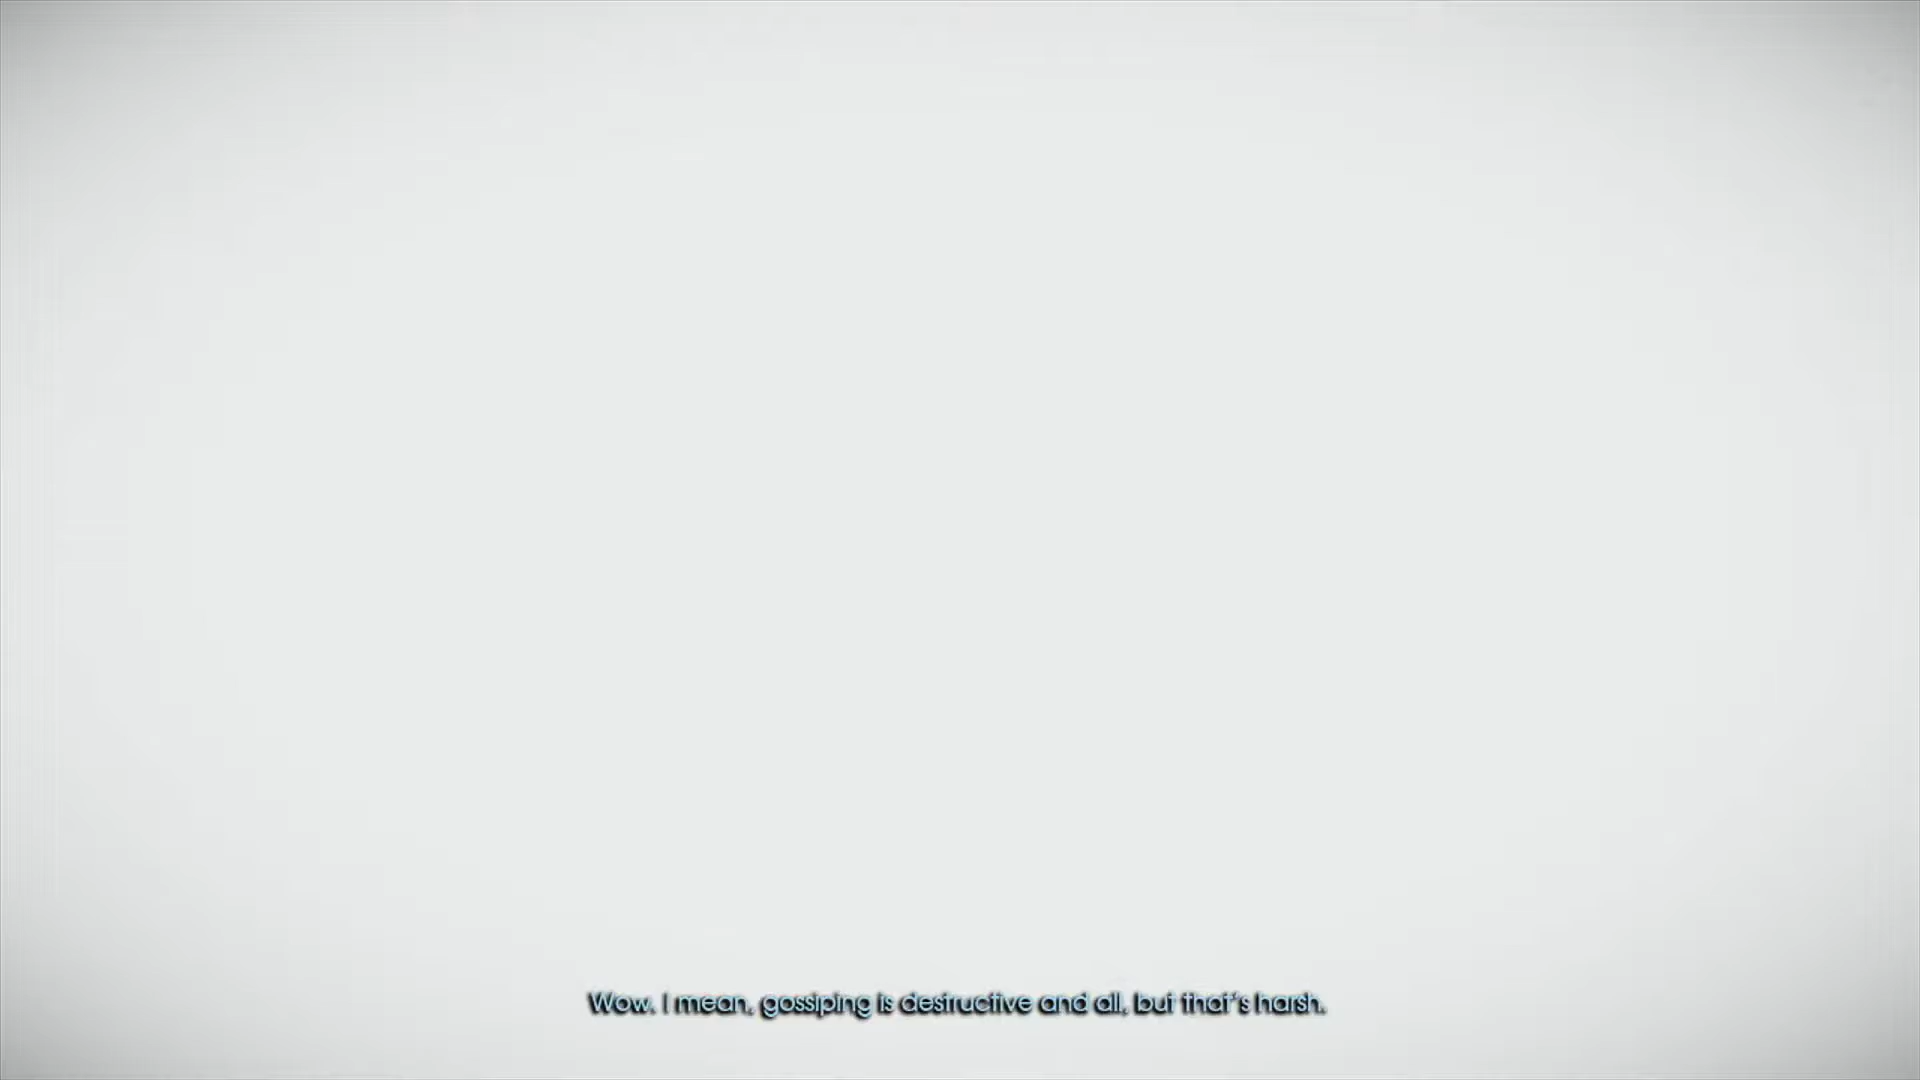 Wow. I mean, gossiping is destructive and all, but that's harsh.